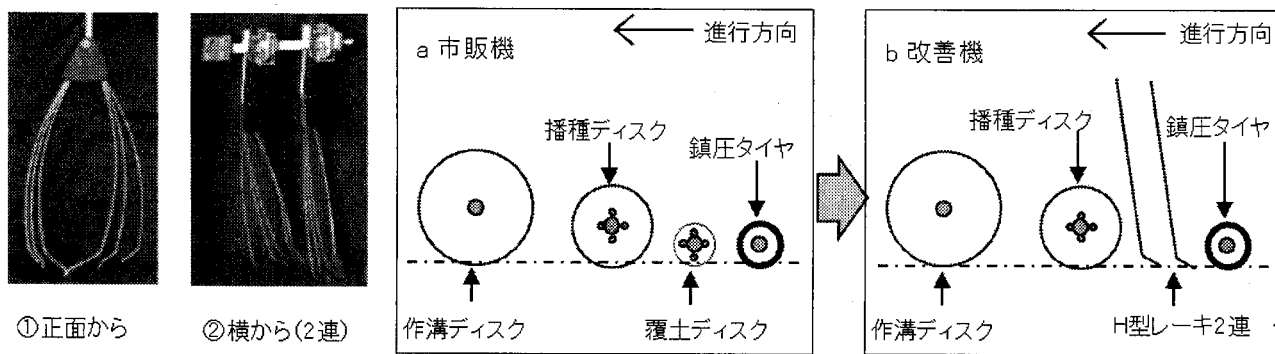 ①正面から
②横から(2連)
a 市販機
進行方向
播種ディスク
鎮圧タイヤ
作溝ディスク
覆土ディスク
b 改善機
進行方向
播種ディスク
鎮圧タイヤ
作溝ディスク
H型レーキ2連